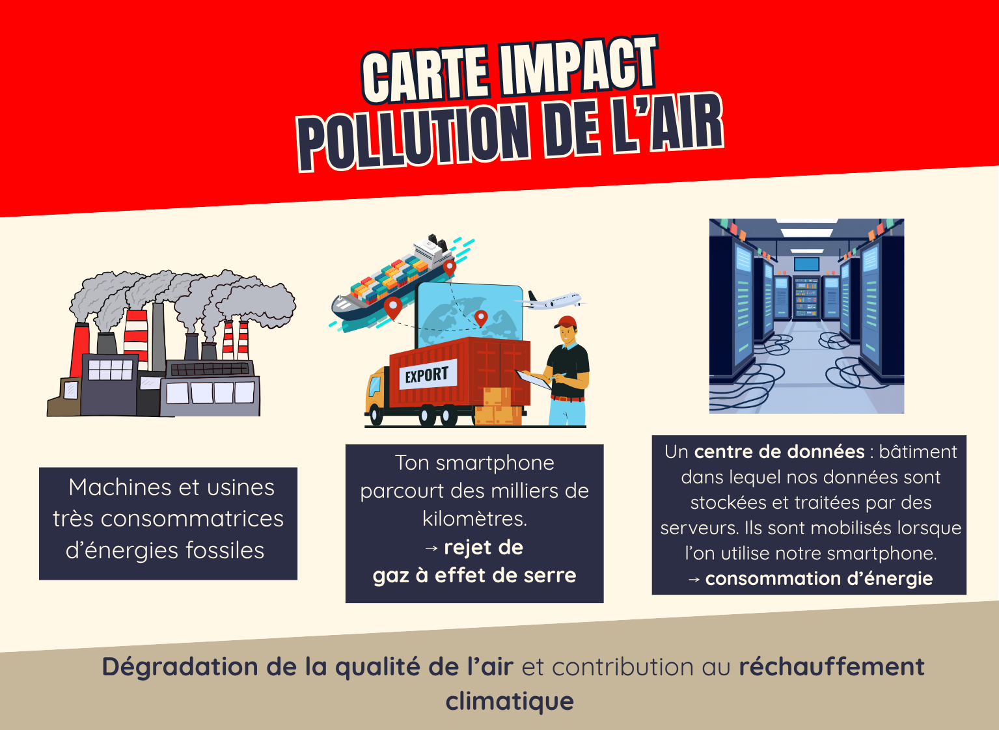 CARTE IMPACT
POLLUTION DE L’AIR
EXPORT
Machines et usines
très consommatrices
d’énergies fossiles
Ton smartphone
parcourt des milliers de
kilomètres.
→ rejet de
gaz à effet de serre
Un centre de données : bâtiment
dans lequel nos données sont
stockées et traitées par des
serveurs. Ils sont mobilisés lorsque
l’on utilise notre smartphone.
→ consommation d’énergie
Dégradation de la qualité de l’air et contribution au réchauffement
climatique